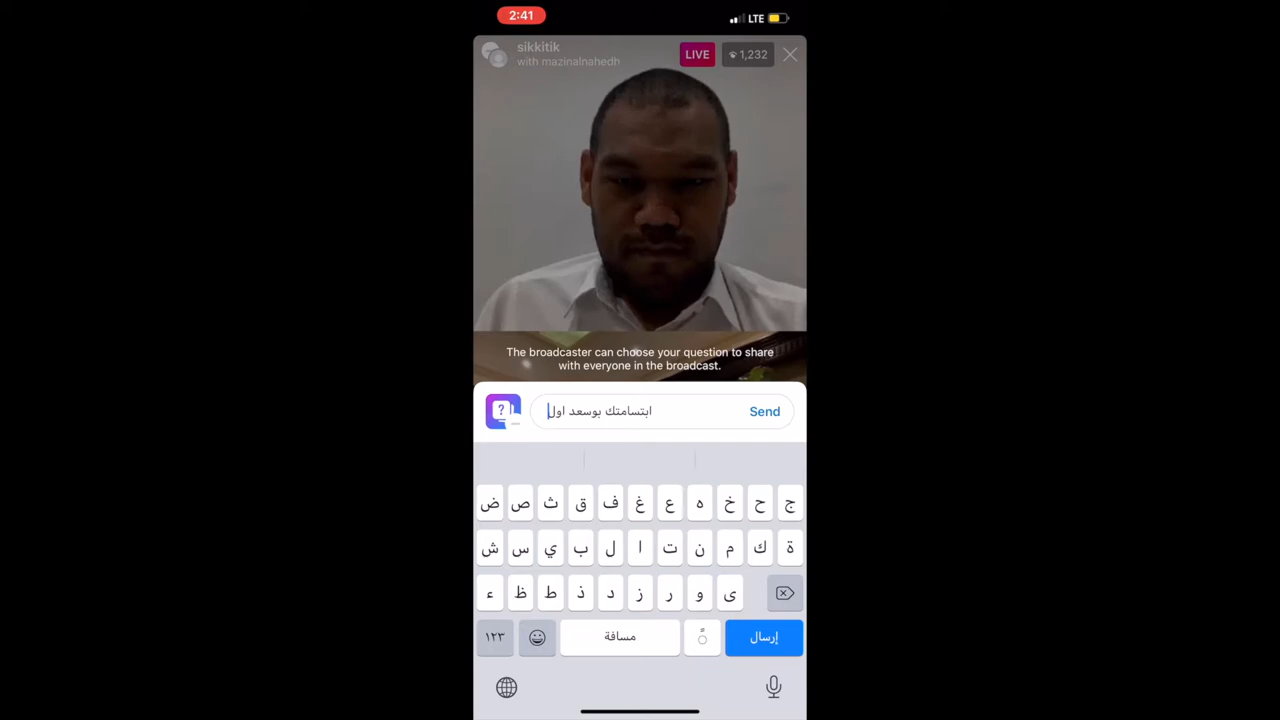 2:41
LTE
sikkitik
with mazinalnahedh
LIVE
1,232
The broadcaster can choose your question to share
with everyone in the broadcast.
?
ابتسامتك بوسعد اول
Send
ض ص ث ق ف غ ع ه خ ح ج
ش س ي ب ل ا ت ن م ك ة
ء ظ ط ذ د ز ر و ى
١٢٣
مسافة
إرسال